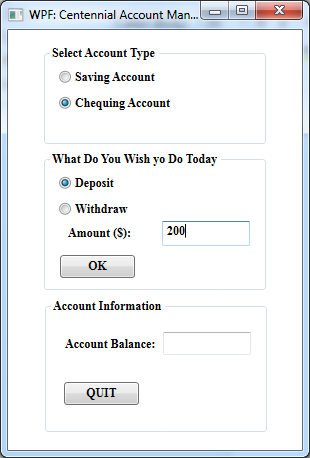 WPF: Centennial Account Man...
Select Account Type
Saving Account
Chequing Account
What Do You Wish yo Do Today
Deposit
Withdraw
Amount ($): 200
OK
Account Information
Account Balance:
QUIT